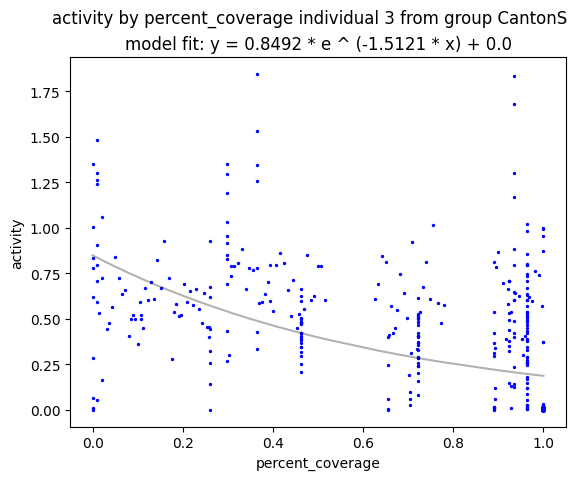 activity by percent_coverage individual 3 from group CantonS
model fit: y = 0.8492 * e ^ (-1.5121 * x) + 0.0
1.75
1.50
1.25
1.00
0.75
0.50
0.25
0.00
activity
0.0 0.2 0.4 0.6 0.8 1.0
percent_coverage